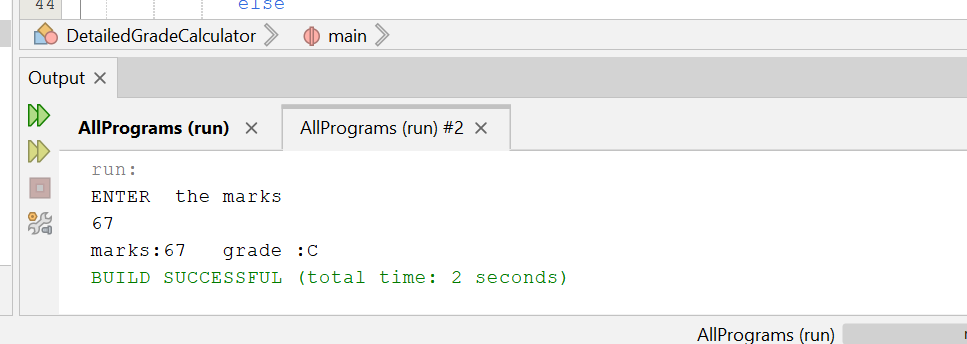 44 else
DetailedGradeCalculator main
Output
AllPrograms (run) AllPrograms (run) #2
run:
ENTER  the marks
67
marks:67   grade :C
BUILD SUCCESSFUL (total time: 2 seconds)
AllPrograms (run)